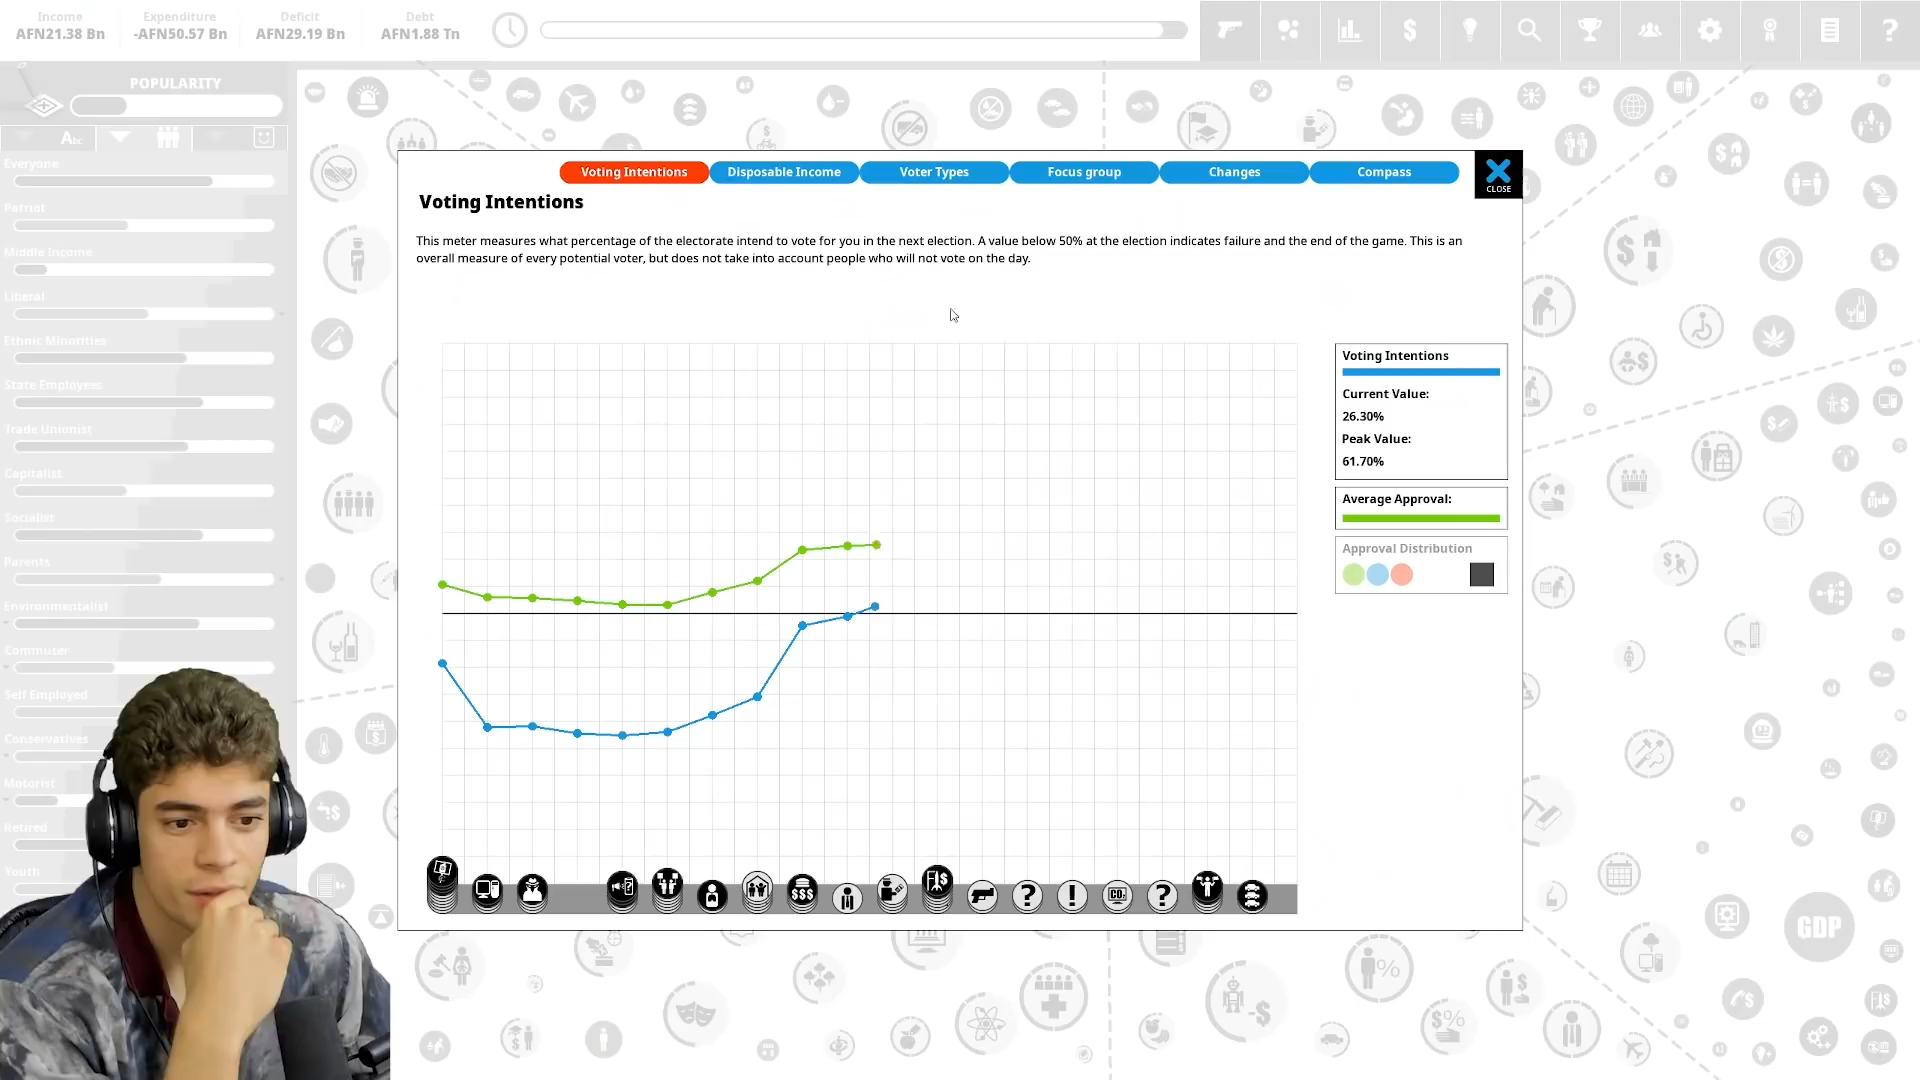 Income
AFN21.38 Bn
Expenditure
-AFN50.57 Bn
Deficit
AFN29.19 Bn
Debt
AFN1.88 Tn
?
POPULARITY
Abc
Everyone
Patriot
Middle Income
Liberal
Ethnic Minorities
State Employees
Trade Unionist
Capitalist
Socialist
Parents
Environmentalist
Commuter
Self Employed
Conservatives
Motorist
Retired
Youth
Voting Intentions
Disposable Income
Voter Types
Focus group
Changes
Compass
CLOSE
Voting Intentions
This meter measures what percentage of the electorate intend to vote for you in the next election. A value below 50% at the election indicates failure and the end of the game. This is an
overall measure of every potential voter, but does not take into account people who will not vote on the day.
Voting Intentions
Current Value:
26.30%
Peak Value:
61.70%
Average Approval:
Approval Distribution
$$$
?
!
CO₂
?
GDP